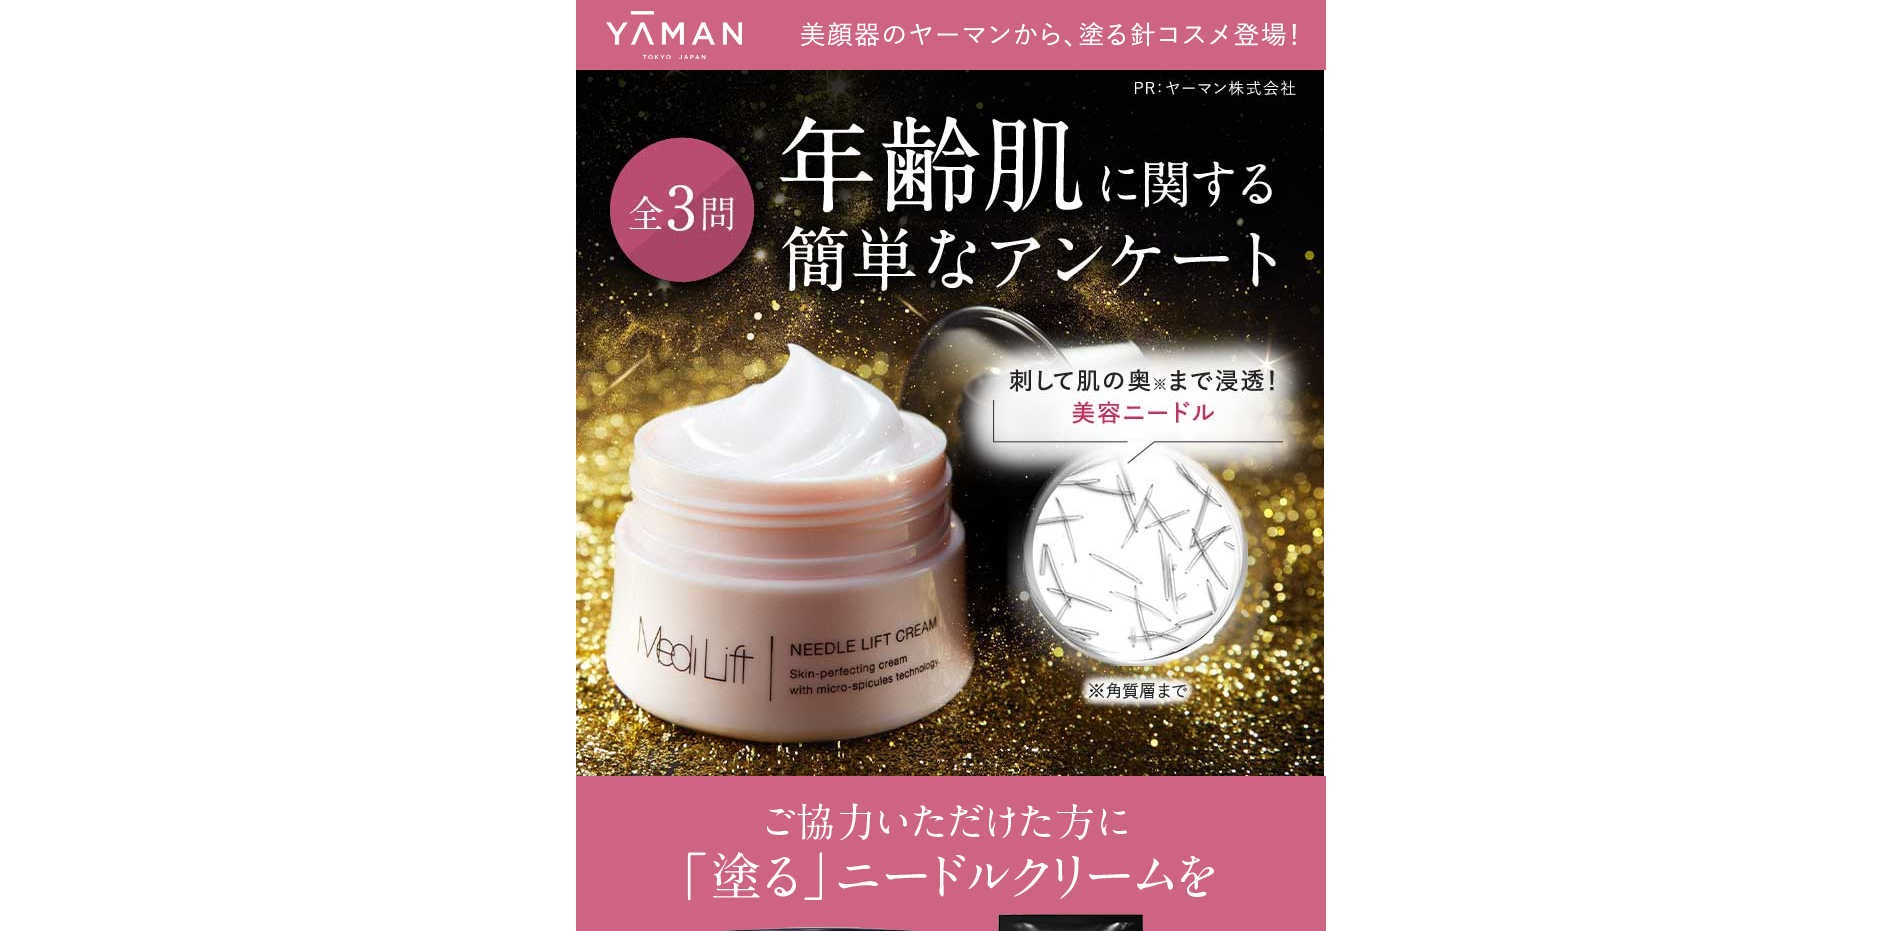 YAMAN
TOKYO JAPAN
美顔器のヤーマンから、塗る針コスメ登場！
PR：ヤーマン株式会社
全3問
年齢肌に関する
簡単なアンケート
刺して肌の奥※まで浸透！
美容ニードル
Medi Lift
NEEDLE LIFT CREAM
Skin-perfecting cream
with micro-spicules technology
※角質層まで
ご協力いただけた方に
「塗る」ニードルクリームを